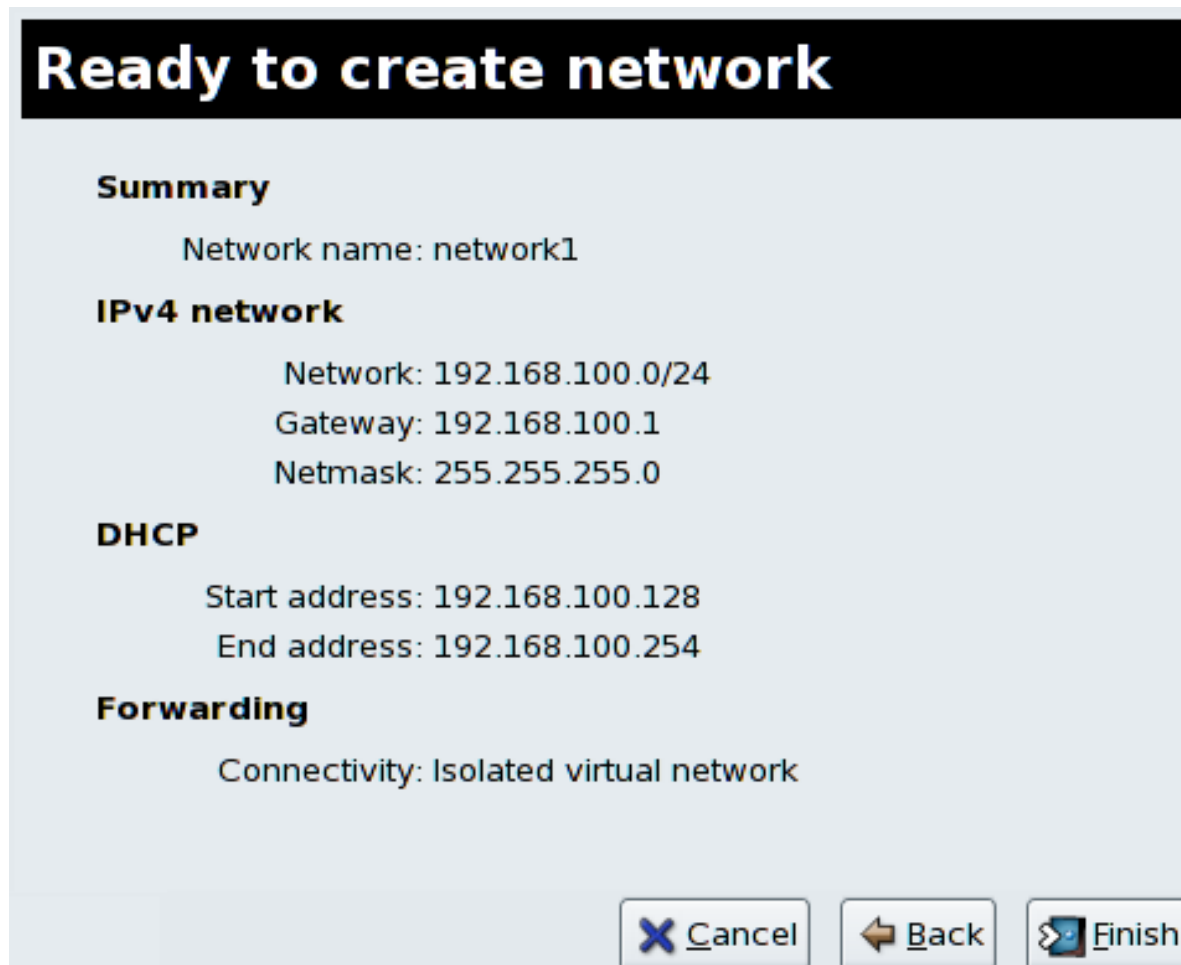 Ready to create network
Summary
Network name: network1
IPv4 network
Network: 192.168.100.0/24
Gateway: 192.168.100.1
Netmask: 255.255.255.0
DHCP
Start address: 192.168.100.128
End address: 192.168.100.254
Forwarding
Connectivity: Isolated virtual network
Cancel Back Finish